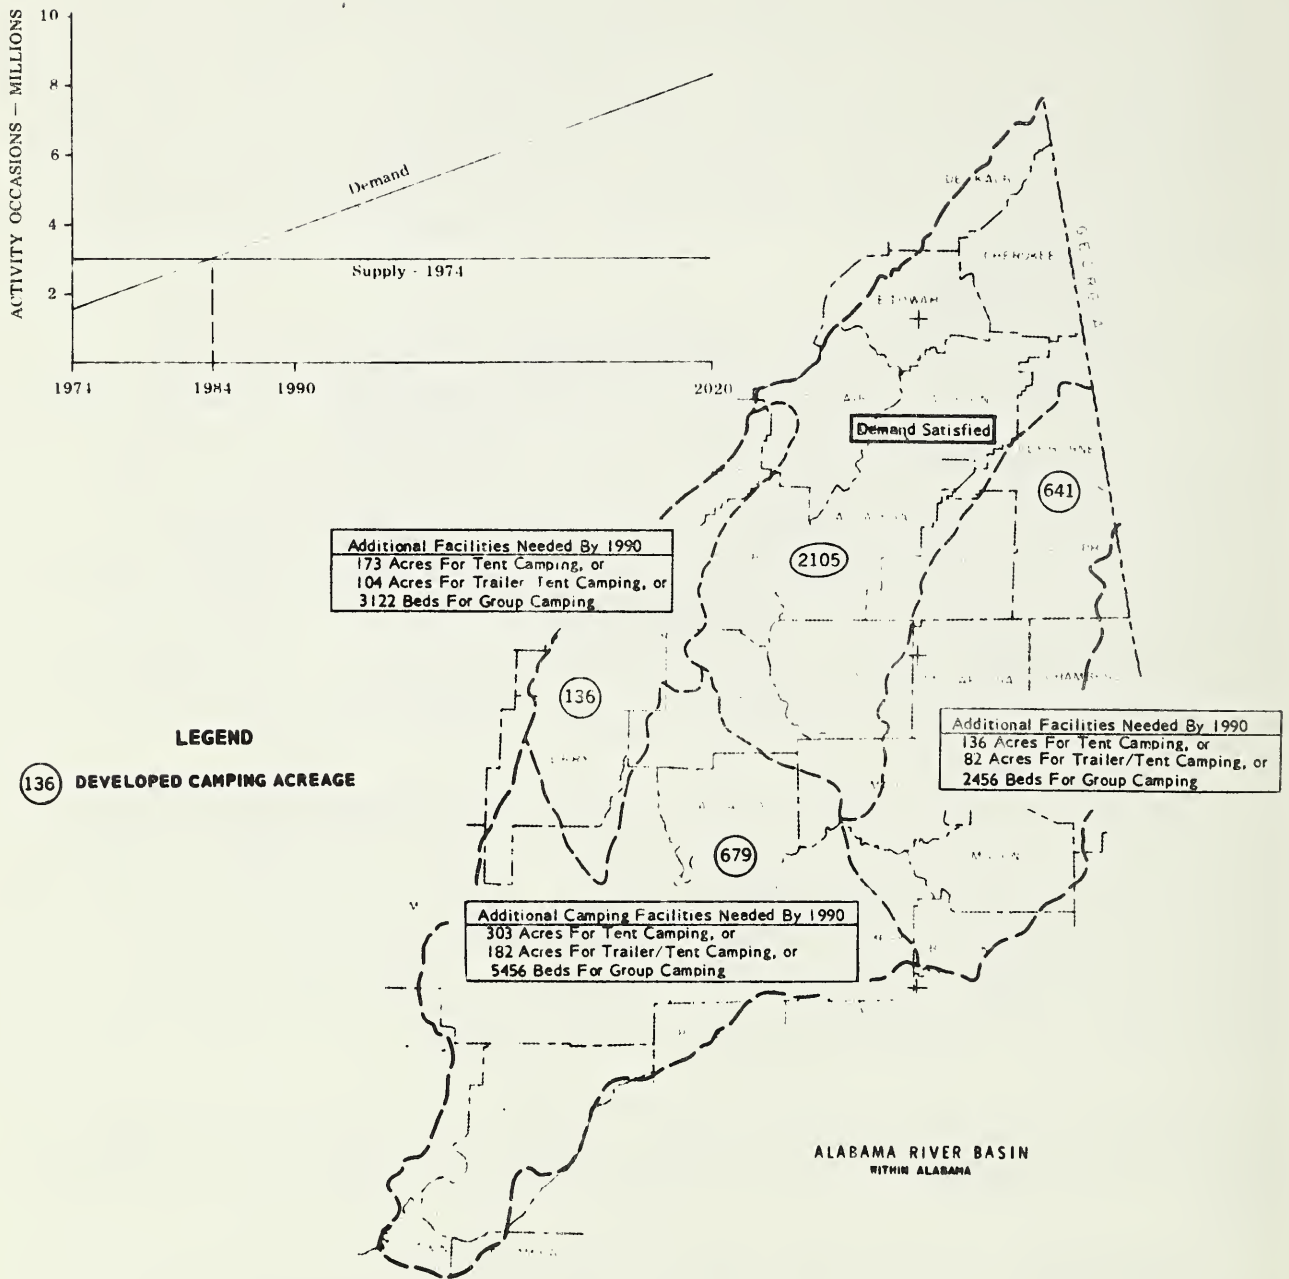 ACTIVITY OCCASIONS — MILLIONS
10
8
6
4
2
Demand
Supply - 1974
1974
1984
1990
2020
CHEROKEE
ETOWAH
Demand Satisfied
641
2105
Additional Facilities Needed By 1990
173 Acres For Tent Camping, or
104 Acres For Trailer Tent Camping, or
3122 Beds For Group Camping
136
LEGEND
136 DEVELOPED CAMPING ACREAGE
Additional Facilities Needed By 1990
136 Acres For Tent Camping, or
82 Acres For Trailer/Tent Camping, or
2456 Beds For Group Camping
679
Additional Camping Facilities Needed By 1990
303 Acres For Tent Camping, or
182 Acres For Trailer/Tent Camping, or
5456 Beds For Group Camping
ALABAMA RIVER BASIN
WITHIN ALABAMA